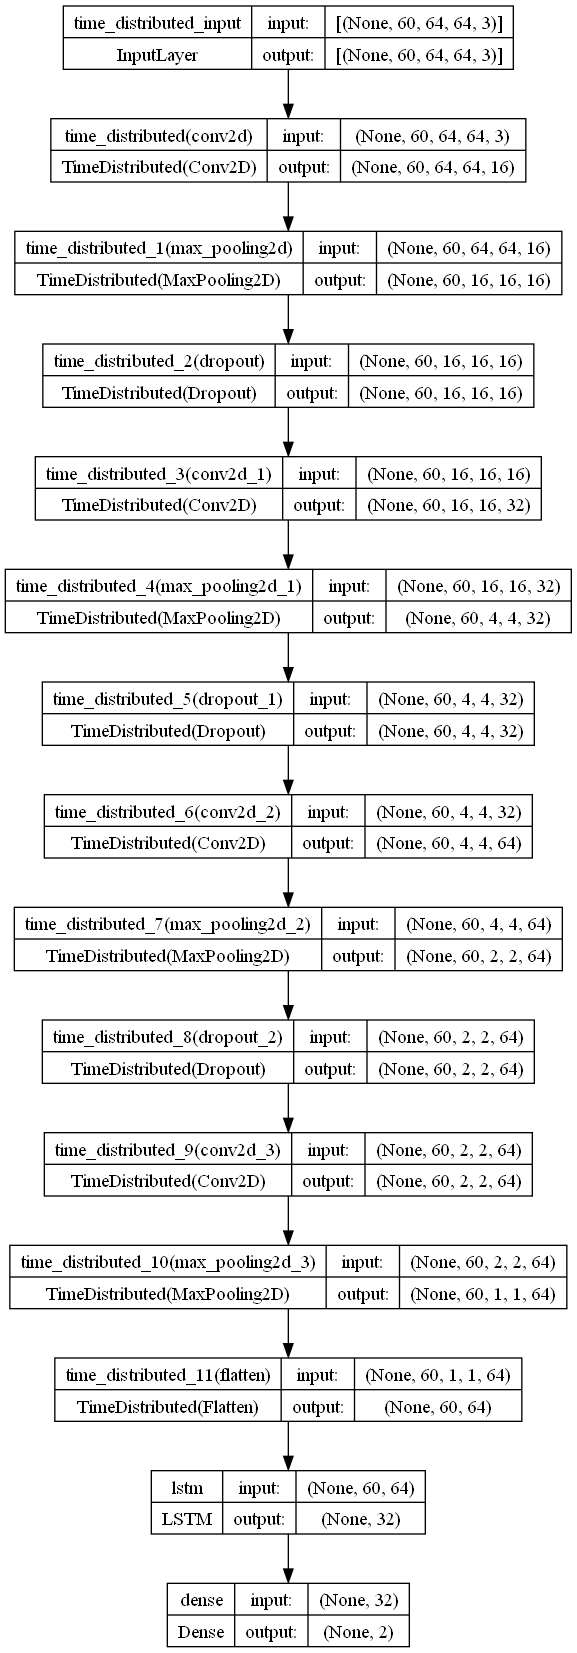 time_distributed_input input: [(None, 60, 64, 64, 3)]
InputLayer output: [(None, 60, 64, 64, 3)]
time_distributed(conv2d) input: (None, 60, 64, 64, 3)
TimeDistributed(Conv2D) output: (None, 60, 64, 64, 16)
time_distributed_1(max_pooling2d) input: (None, 60, 64, 64, 16)
TimeDistributed(MaxPooling2D) output: (None, 60, 16, 16, 16)
time_distributed_2(dropout) input: (None, 60, 16, 16, 16)
TimeDistributed(Dropout) output: (None, 60, 16, 16, 16)
time_distributed_3(conv2d_1) input: (None, 60, 16, 16, 16)
TimeDistributed(Conv2D) output: (None, 60, 16, 16, 32)
time_distributed_4(max_pooling2d_1) input: (None, 60, 16, 16, 32)
TimeDistributed(MaxPooling2D) output: (None, 60, 4, 4, 32)
time_distributed_5(dropout_1) input: (None, 60, 4, 4, 32)
TimeDistributed(Dropout) output: (None, 60, 4, 4, 32)
time_distributed_6(conv2d_2) input: (None, 60, 4, 4, 32)
TimeDistributed(Conv2D) output: (None, 60, 4, 4, 64)
time_distributed_7(max_pooling2d_2) input: (None, 60, 4, 4, 64)
TimeDistributed(MaxPooling2D) output: (None, 60, 2, 2, 64)
time_distributed_8(dropout_2) input: (None, 60, 2, 2, 64)
TimeDistributed(Dropout) output: (None, 60, 2, 2, 64)
time_distributed_9(conv2d_3) input: (None, 60, 2, 2, 64)
TimeDistributed(Conv2D) output: (None, 60, 2, 2, 64)
time_distributed_10(max_pooling2d_3) input: (None, 60, 2, 2, 64)
TimeDistributed(MaxPooling2D) output: (None, 60, 1, 1, 64)
time_distributed_11(flatten) input: (None, 60, 1, 1, 64)
TimeDistributed(Flatten) output: (None, 60, 64)
lstm input: (None, 60, 64)
LSTM output: (None, 32)
dense input: (None, 32)
Dense output: (None, 2)